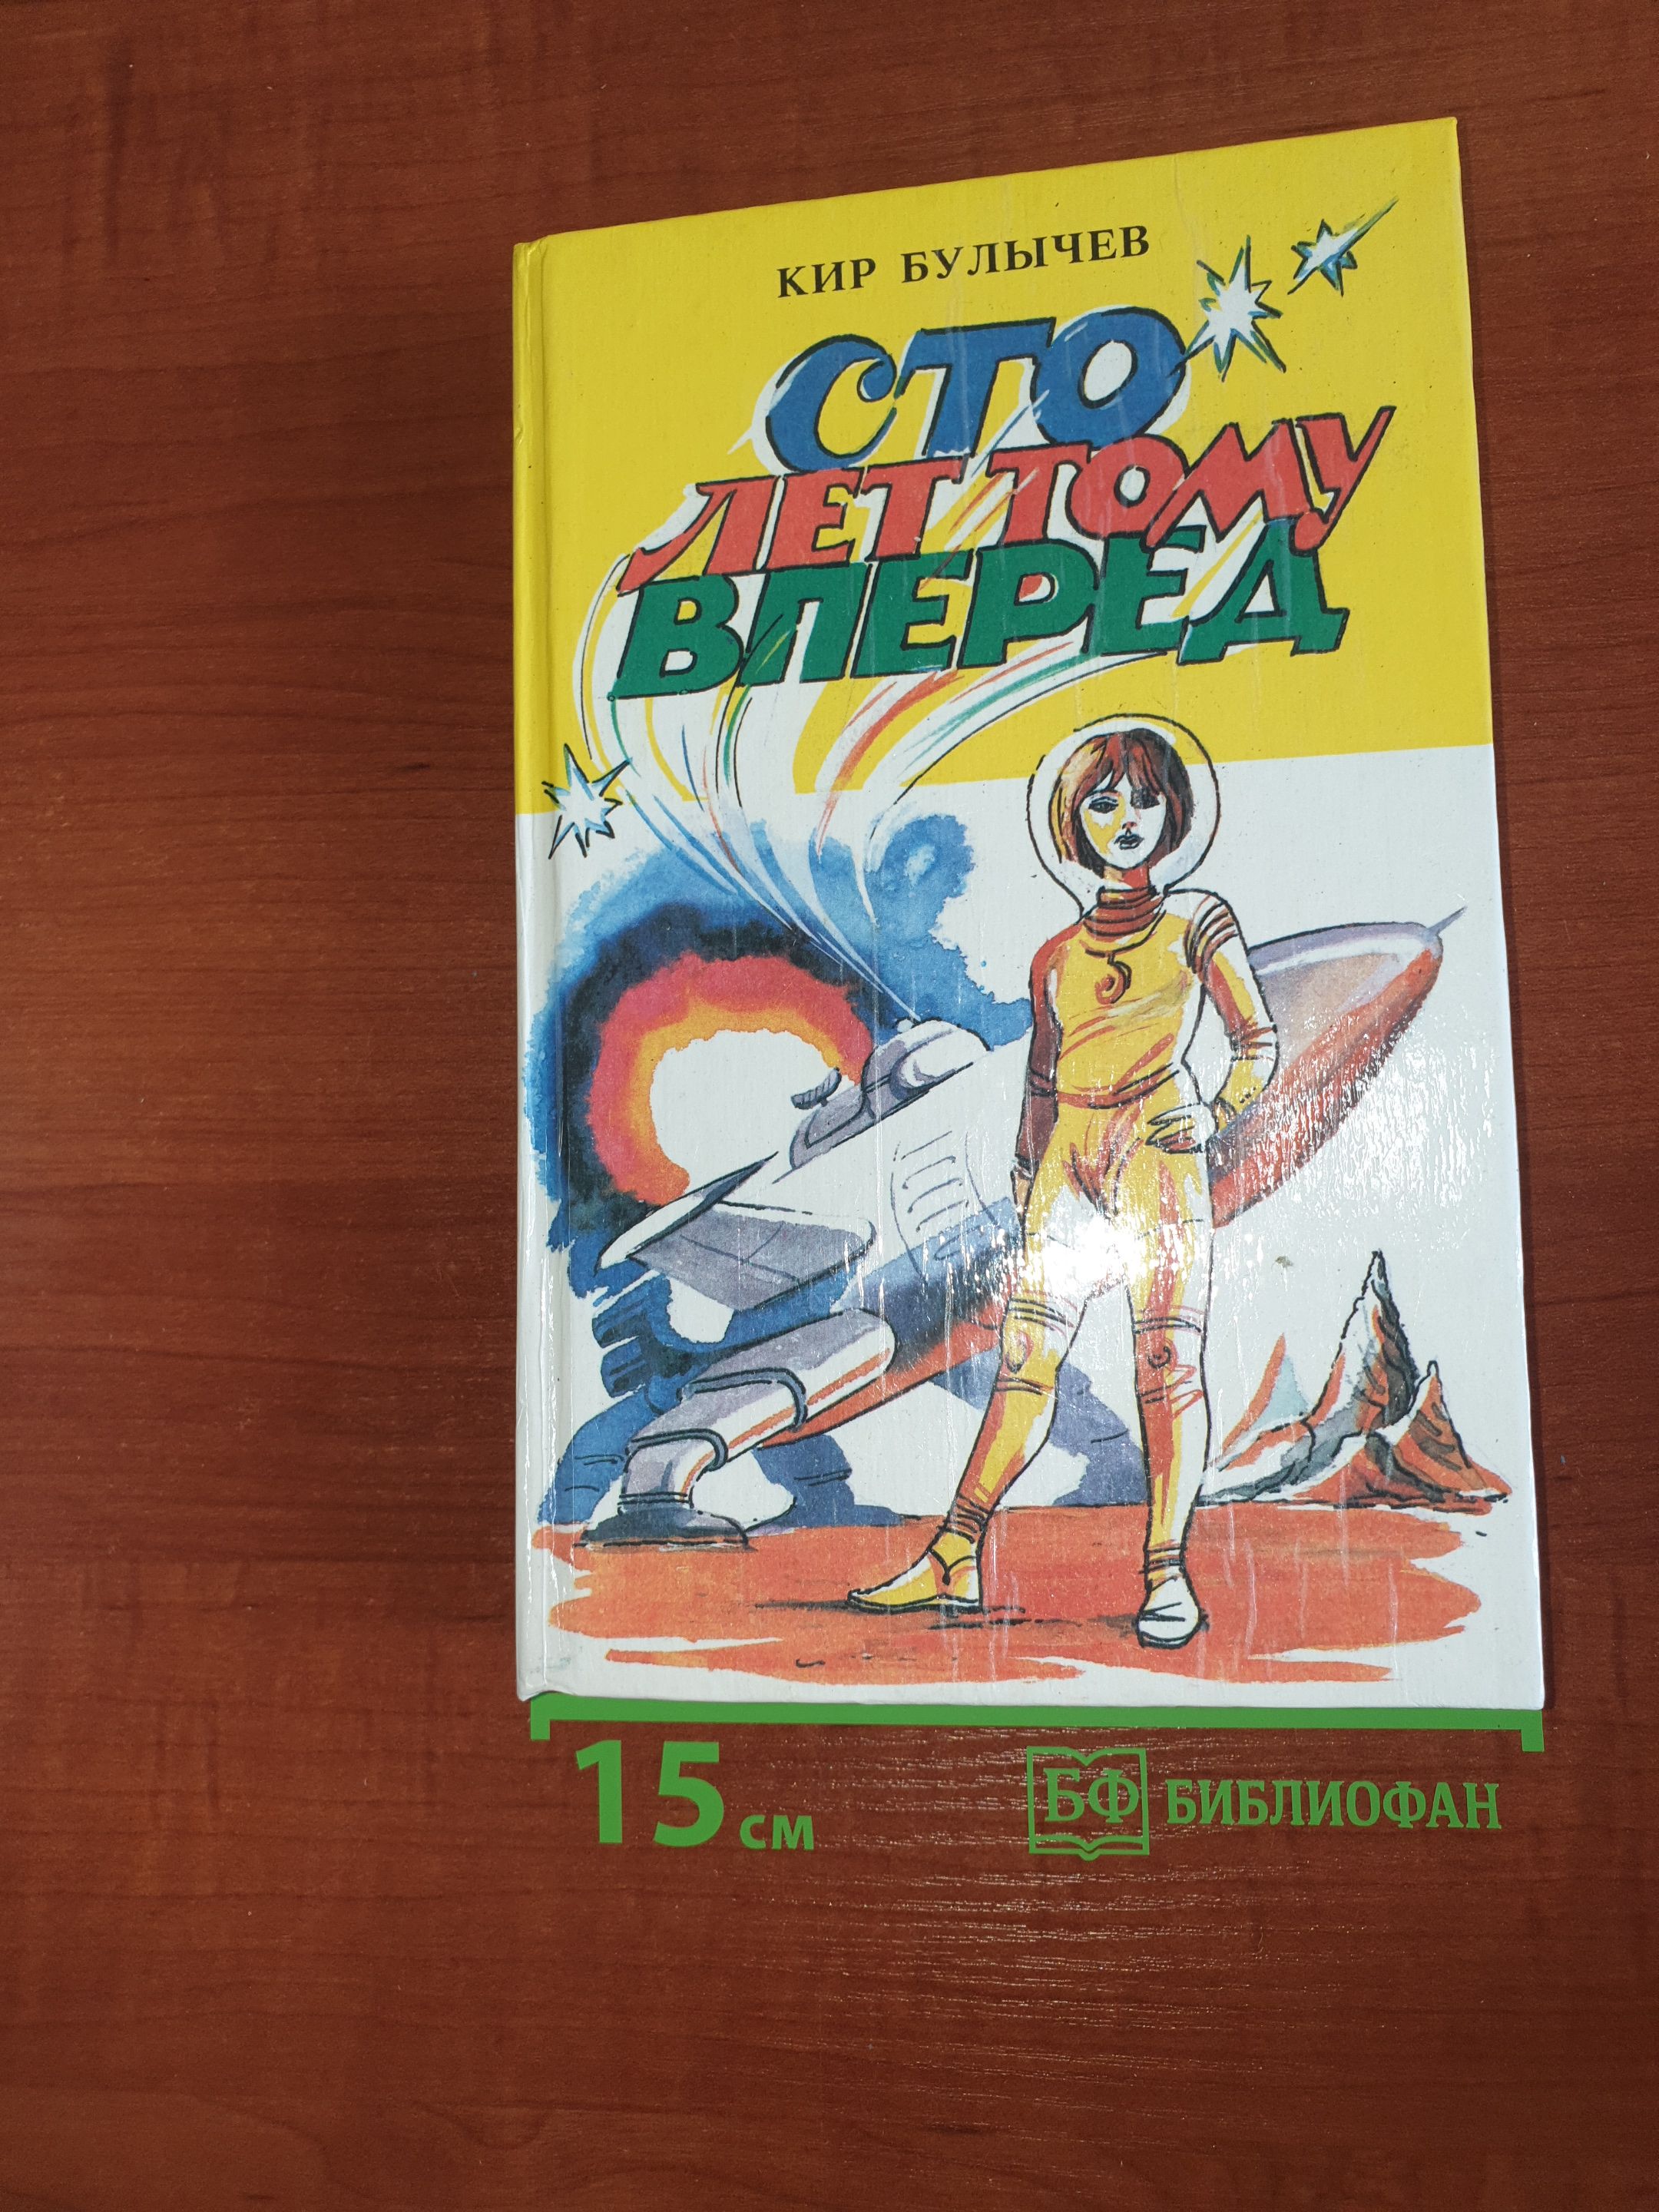 КИР БУЛЫЧЕВ
СТО
ЛЕТ ТОМУ
ВПЕРЕД
15 см
БФ БИБЛИОФАН